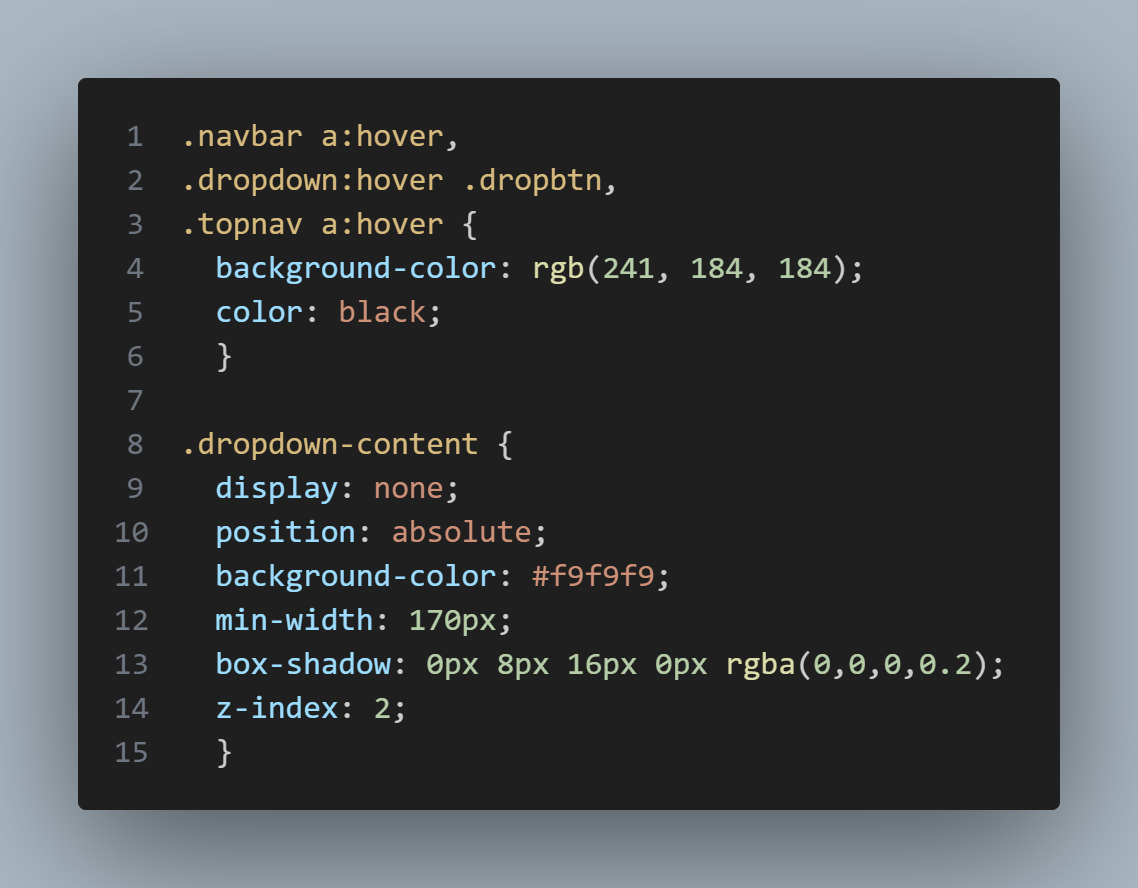 1 .navbar a:hover,
2 .dropdown:hover .dropbtn,
3 .topnav a:hover {
4   background-color: rgb(241, 184, 184);
5   color: black;
6   }
7
8 .dropdown-content {
9   display: none;
10   position: absolute;
11   background-color: #f9f9f9;
12   min-width: 170px;
13   box-shadow: 0px 8px 16px 0px rgba(0,0,0,0.2);
14   z-index: 2;
15   }